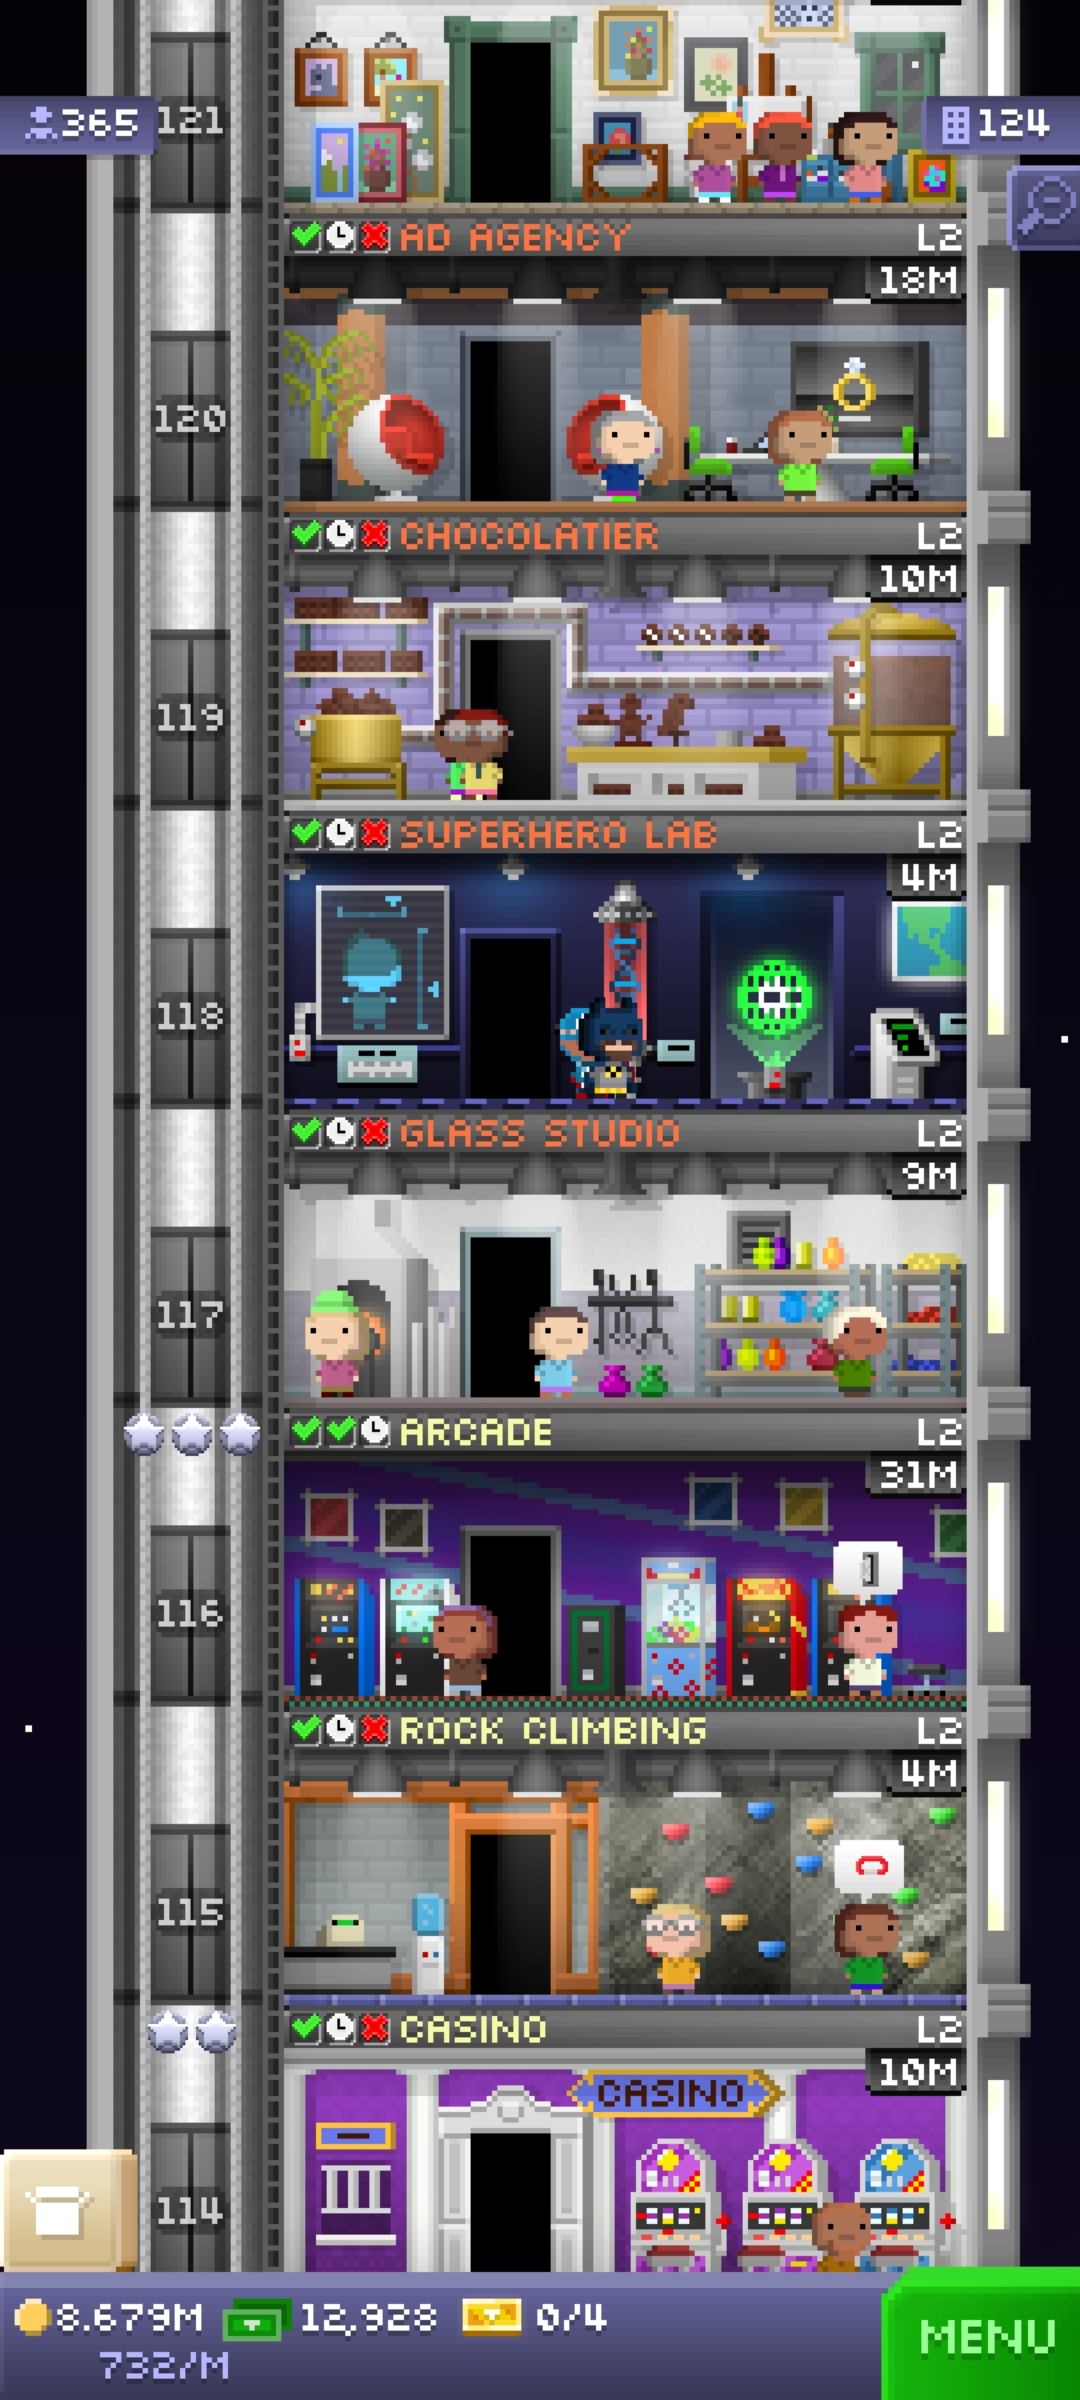 121
365
124
AD AGENCY
L2
18M
120
CHOCOLATIER
L2
10M
119
SUPERHERO LAB
L2
4M
118
GLASS STUDIO
L2
9M
117
ARCADE
L2
31M
116
ROCK CLIMBING
L2
4M
115
CASINO
L2
10M
CASINO
114
8.679M
12,928
0/4
732/M
MENU